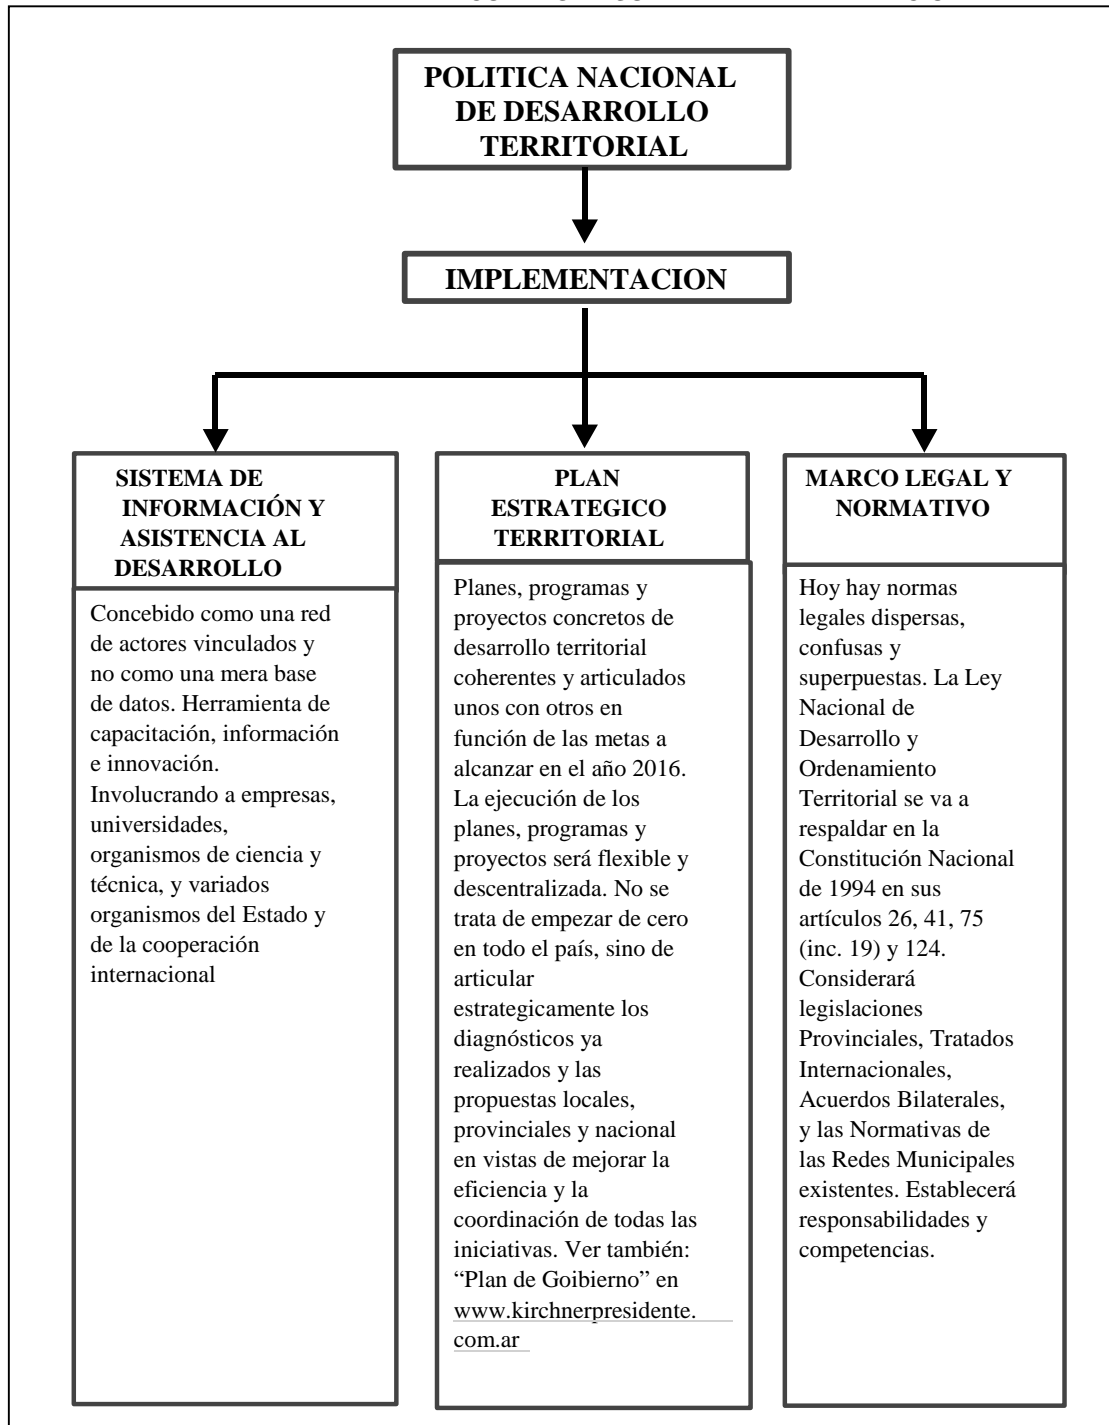 POLITICA NACIONAL
DE DESARROLLO
TERRITORIAL
IMPLEMENTACION
SISTEMA DE
INFORMACIÓN Y
ASISTENCIA AL
DESARROLLO
Concebido como una red
de actores vinculados y
no como una mera base
de datos. Herramienta de
capacitación, información
e innovación.
Involucrando a empresas,
universidades,
organismos de ciencia y
técnica, y variados
organismos del Estado y
de la cooperación
internacional
PLAN
ESTRATEGICO
TERRITORIAL
Planes, programas y
proyectos concretos de
desarrollo territorial
coherentes y articulados
unos con otros en
función de las metas a
alcanzar en el año 2016.
La ejecución de los
planes, programas y
proyectos será flexible y
descentralizada. No se
trata de empezar de cero
en todo el país, sino de
articular
estrategicamente los
diagnósticos ya
realizados y las
propuestas locales,
provinciales y nacional
en vistas de mejorar la
eficiencia y la
coordinación de todas las
iniciativas. Ver también:
“Plan de Goibierno” en
www.kirchnerpresidente.
com.ar
MARCO LEGAL Y
NORMATIVO
Hoy hay normas
legales dispersas,
confusas y
superpuestas. La Ley
Nacional de
Desarrollo y
Ordenamiento
Territorial se va a
respaldar en la
Constitución Nacional
de 1994 en sus
artículos 26, 41, 75
(inc. 19) y 124.
Considerará
legislaciones
Provinciales, Tratados
Internacionales,
Acuerdos Bilaterales,
y las Normativas de
las Redes Municipales
existentes. Establecerá
responsabilidades y
competencias.